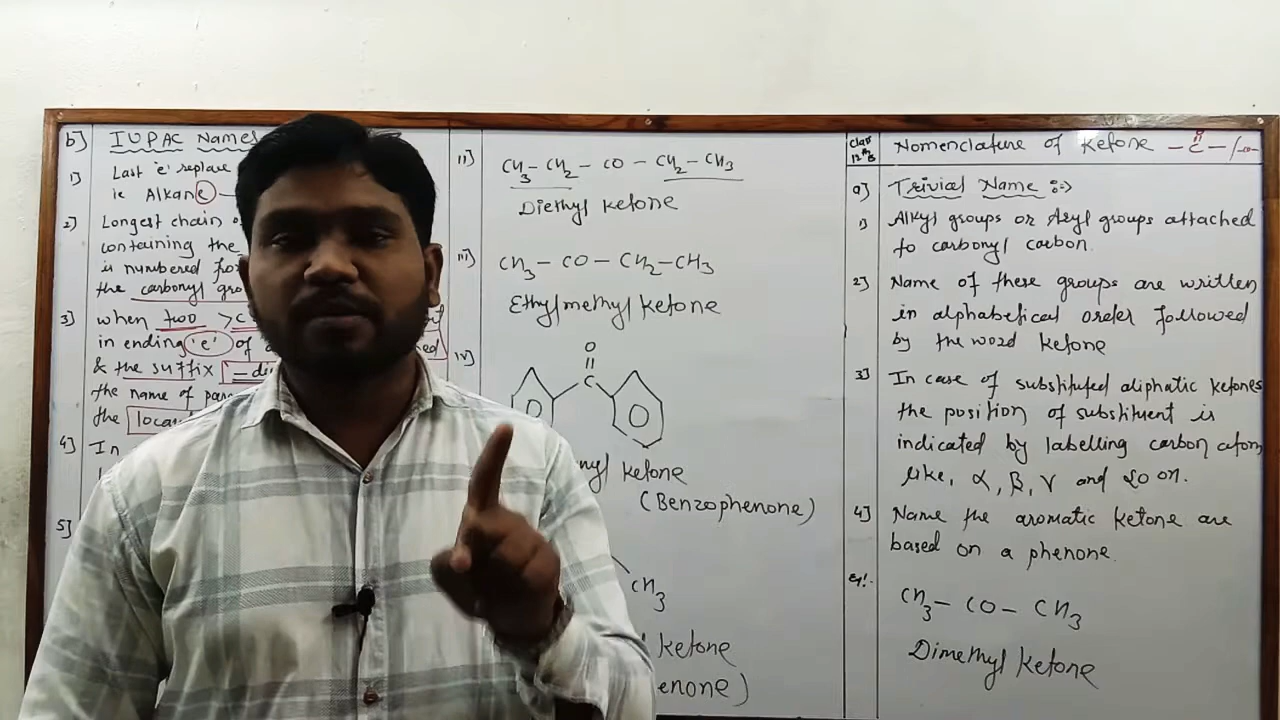 b] IUPAC Names
1) Last 'e' replace
ie Alkane
2) Longest chain
containing the
is numbered
the carbonyl
3) when two >c
in ending 'e' of
& the suffix
the name of
the
4] In
5]
ii) CH3 - CH2 - CO - CH2 - CH3
Diethyl ketone
iii) CH3 - CO - CH2 - CH3
Ethylmethyl ketone
iv)
O
||
C
ketone
(Benzophenone)
CH3
ketone
Class 12th Nomenclature of Ketone - C -
a] Trivial Name :=>
1) Alkyl groups or Aryl groups attached
to carbonyl carbon.
2] Name of these groups are written
in alphabetical order followed
by the word ketone
3] In case of substituted aliphatic ketones
the position of substituent is
indicated by labelling carbon atom
like, α, β, γ and so on.
4] Name the aromatic ketone are
based on a phenone.
eg!- CH3 - CO - CH3
Dimethyl ketone